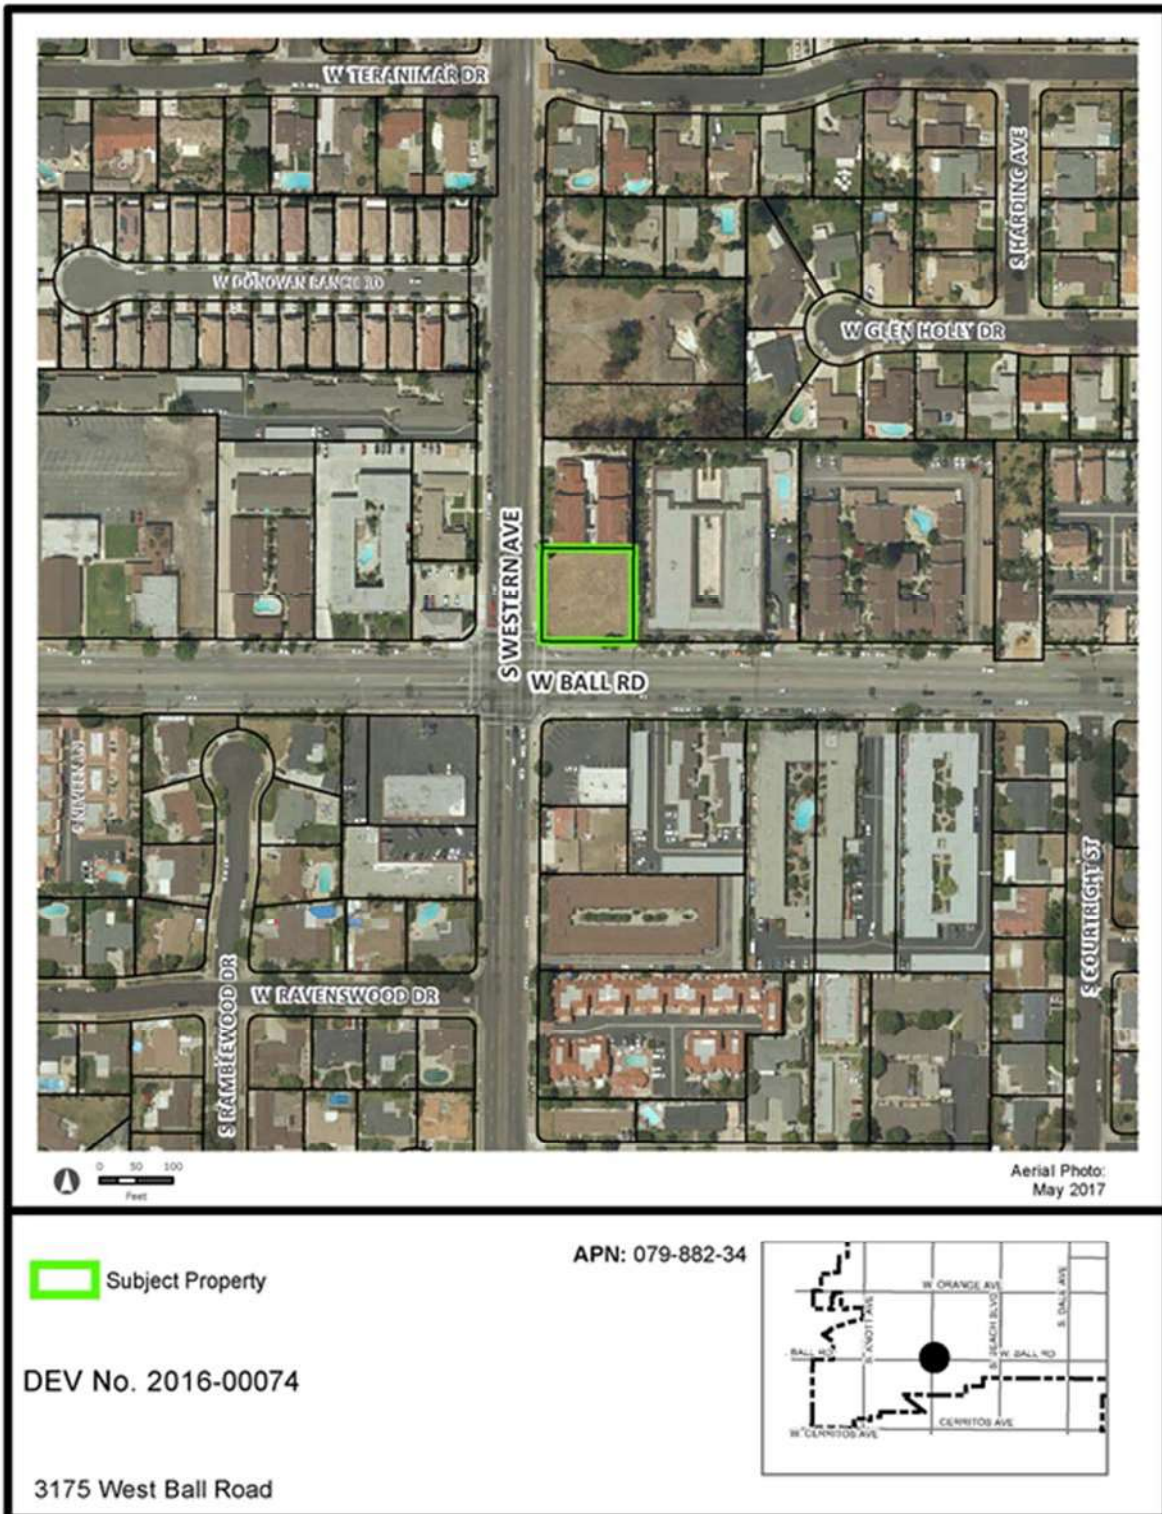 W TERANIMAR DR
S HARDING AVE
W DONOVAN RANCH RD
W GLEN HOLLY DR
S WESTERN AVE
W BALL RD
S COURTRIGHT ST
W RAVENSWOOD DR
S RAMBLEWOOD DR
0 50 100
Feet
Aerial Photo:
May 2017
Subject Property
APN: 079-882-34
DEV No. 2016-00074
3175 West Ball Road
W. ORANGE AVE
S. KNOTT AVE
S. BEACH BLVD
S. DALE AVE
BALL RD
W. BALL RD
CERRITOS AVE
W. CERRITOS AVE